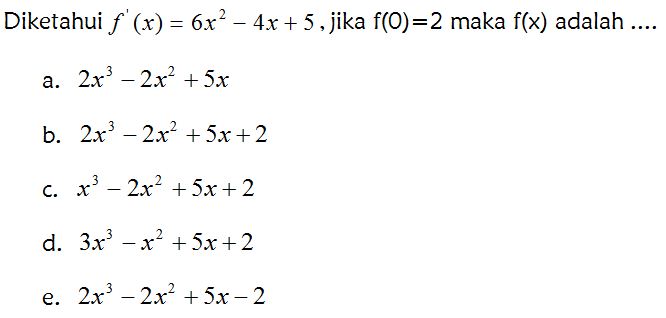 Diketahui f'(x) = 6x² – 4x + 5 , jika f(0)=2 maka f(x) adalah ....
a. 2x³ – 2x² + 5x
b. 2x³ – 2x² + 5x + 2
c. x³ – 2x² + 5x + 2
d. 3x³ – x² + 5x + 2
e. 2x³ – 2x² + 5x – 2